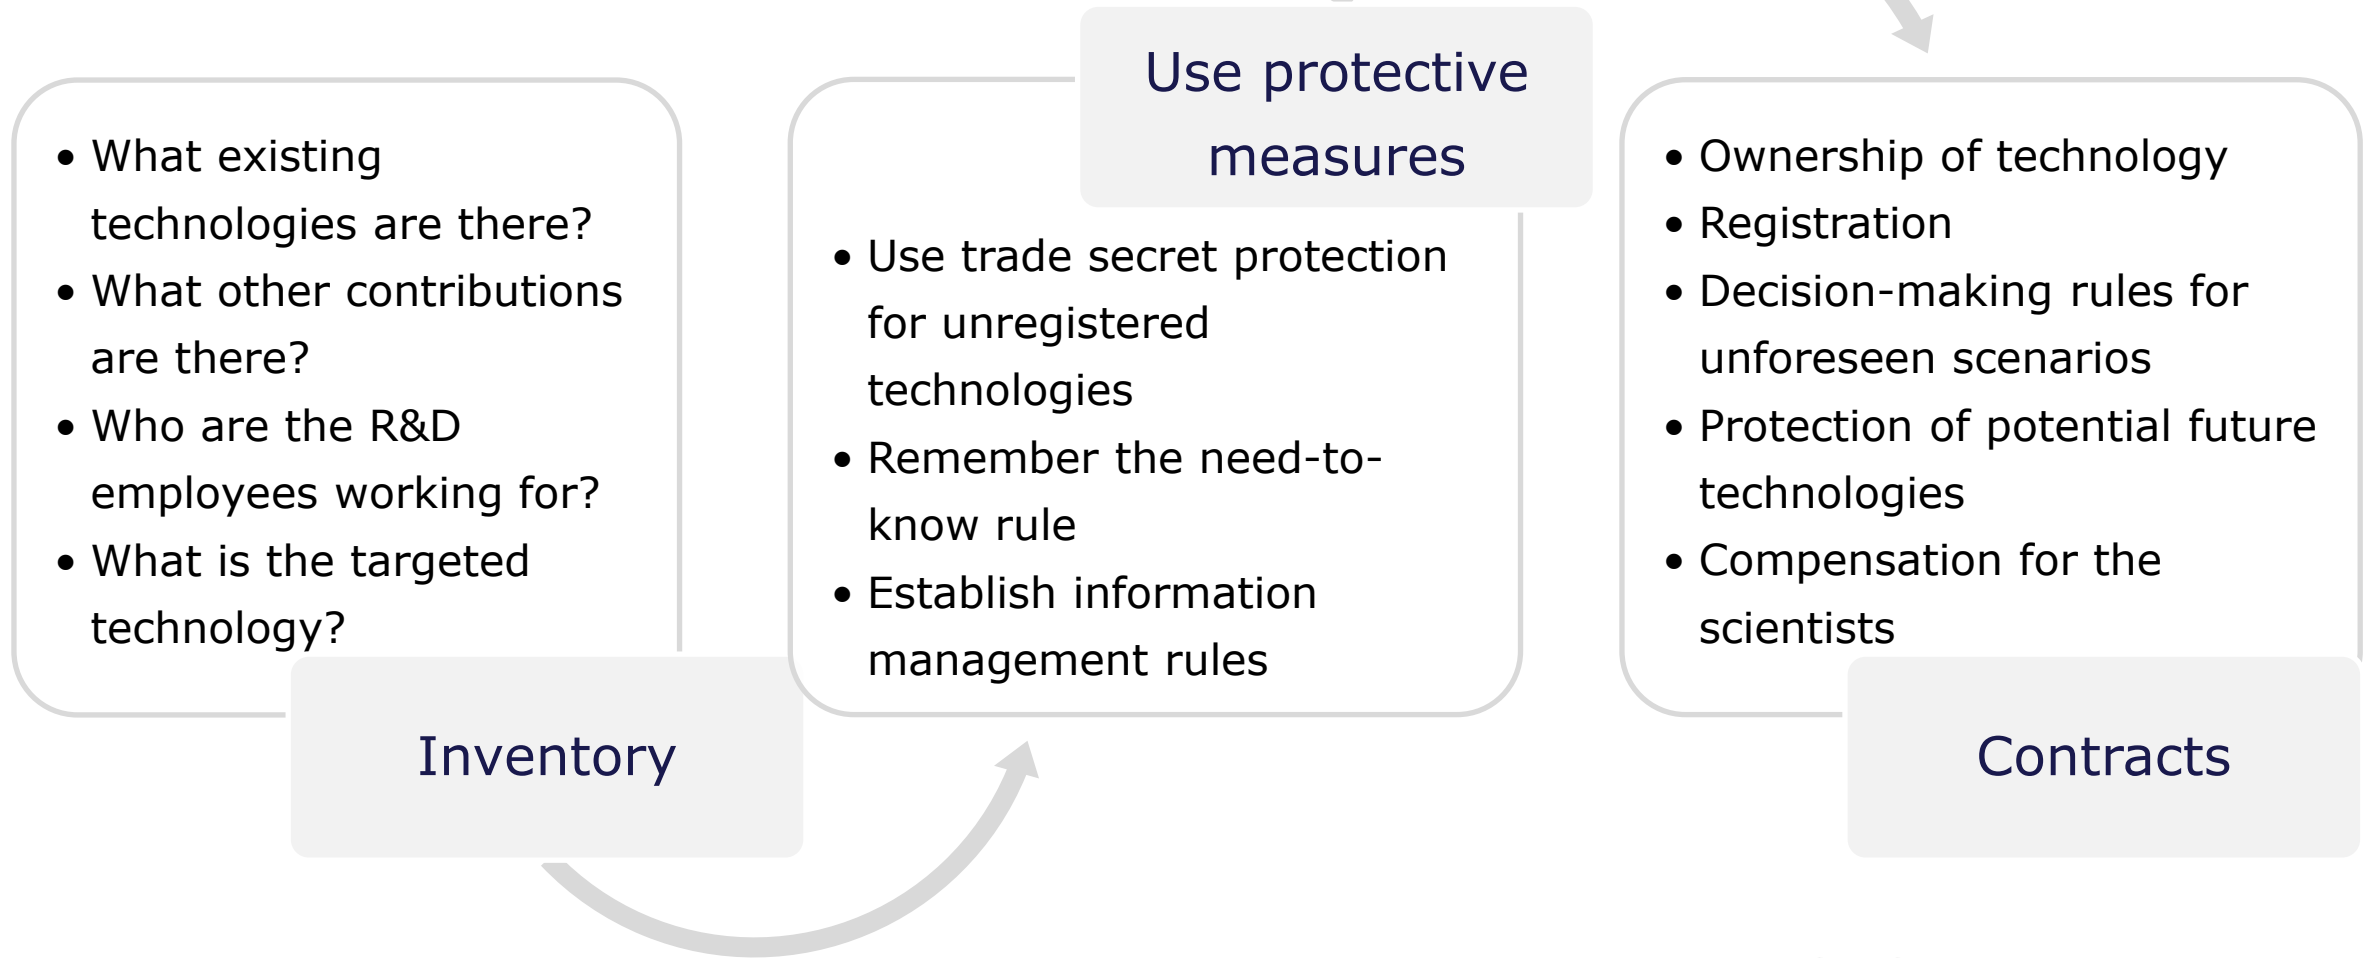 • What existing
technologies are there?
• What other contributions
are there?
• Who are the R&D
employees working for?
• What is the targeted
technology?
Inventory
Use protective
measures
• Use trade secret protection
for unregistered
technologies
• Remember the need-to-
know rule
• Establish information
management rules
• Ownership of technology
• Registration
• Decision-making rules for
unforeseen scenarios
• Protection of potential future
technologies
• Compensation for the
scientists
Contracts